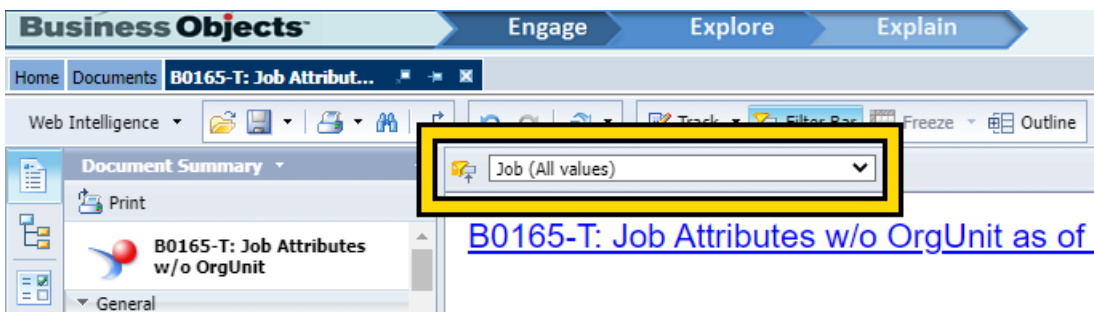 Business Objects
Engage Explore Explain
Home Documents B0165-T: Job Attribut...
Web Intelligence Track Filter Bar Freeze Outline
Document Summary
Job (All values)
Print
B0165-T: Job Attributes
w/o OrgUnit
B0165-T: Job Attributes w/o OrgUnit as of
General